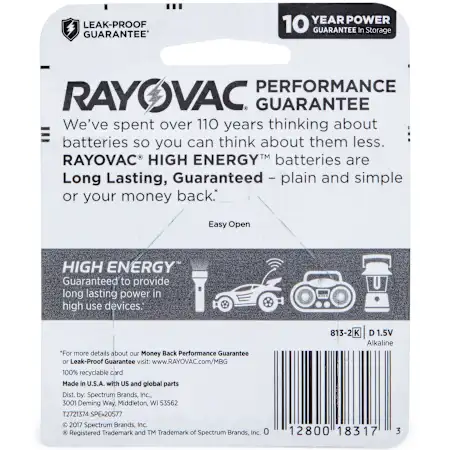 LEAK-PROOF
GUARANTEE*
10 YEAR POWER
GUARANTEE In Storage
RAYOVAC® PERFORMANCE
GUARANTEE
We've spent over 110 years thinking about
batteries so you can think about them less.
RAYOVAC® HIGH ENERGY™ batteries are
Long Lasting, Guaranteed – plain and simple
or your money back.*
Easy Open
HIGH ENERGY™
Guaranteed to provide
long lasting power in
high use devices.*
813-2K D 1.5V
Alkaline
*For more details about our Money Back Performance Guarantee
or Leak-Proof Guarantee visit: www.RAYOVAC.com/MBG
100% recyclable card
Made in U.S.A. with US and global parts
Dist. by: Spectrum Brands, Inc.,
3001 Deming Way, Middleton, WI 53562
T2721374:SPEx20577
© 2017 Spectrum Brands, Inc.
® Registered Trademark and TM Trademark of Spectrum Brands, Inc.
0 12800 18317 3